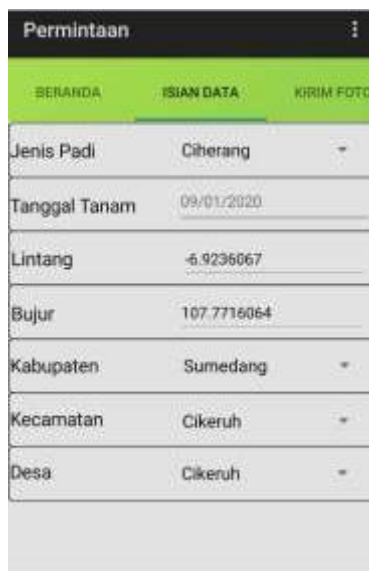 Permintaan
BERANDA ISIAN DATA KIRIM FOTO
Jenis Padi Ciherang
Tanggal Tanam 09/01/2020
Lintang -6.9236067
Bujur 107.7716064
Kabupaten Sumedang
Kecamatan Cikeruh
Desa Cikeruh